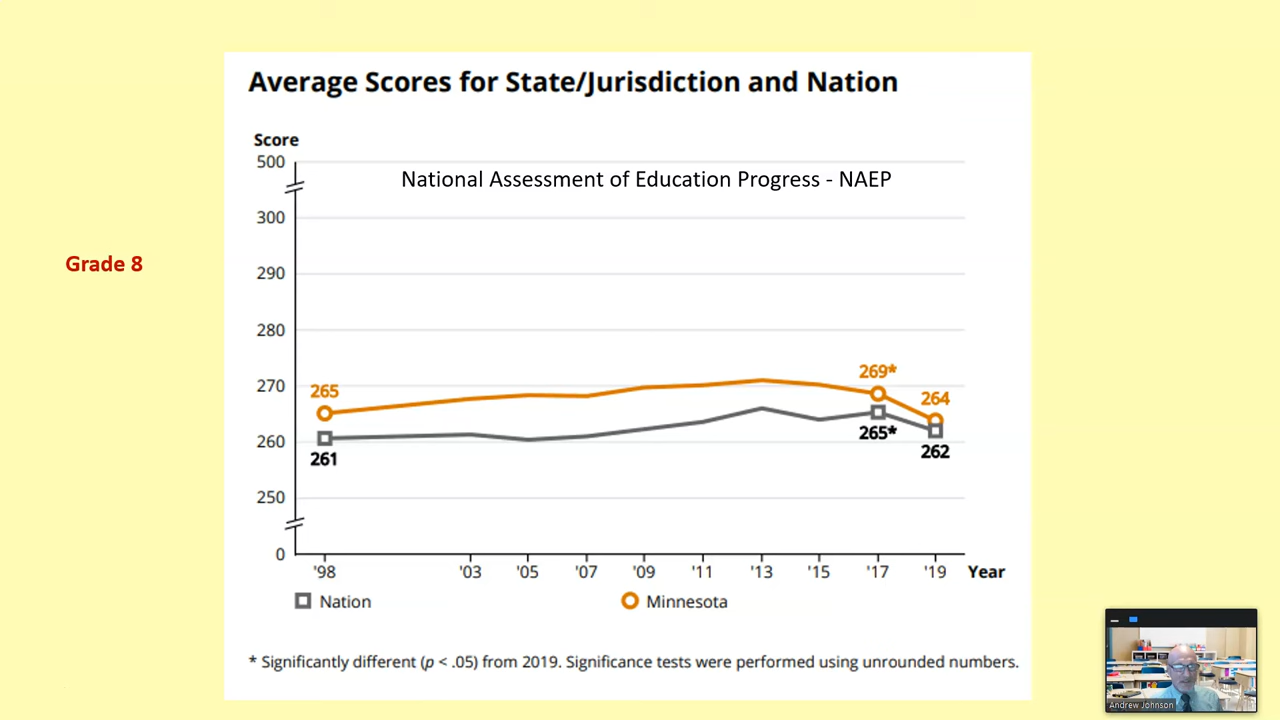 Average Scores for State/Jurisdiction and Nation
Score
500
National Assessment of Education Progress - NAEP
300
Grade 8
290
280
270
265
269*
264
260
261
265*
262
250
0
'98 '03 '05 '07 '09 '11 '13 '15 '17 '19 Year
Nation Minnesota
* Significantly different (p < .05) from 2019. Significance tests were performed using unrounded numbers.
Andrew Johnson